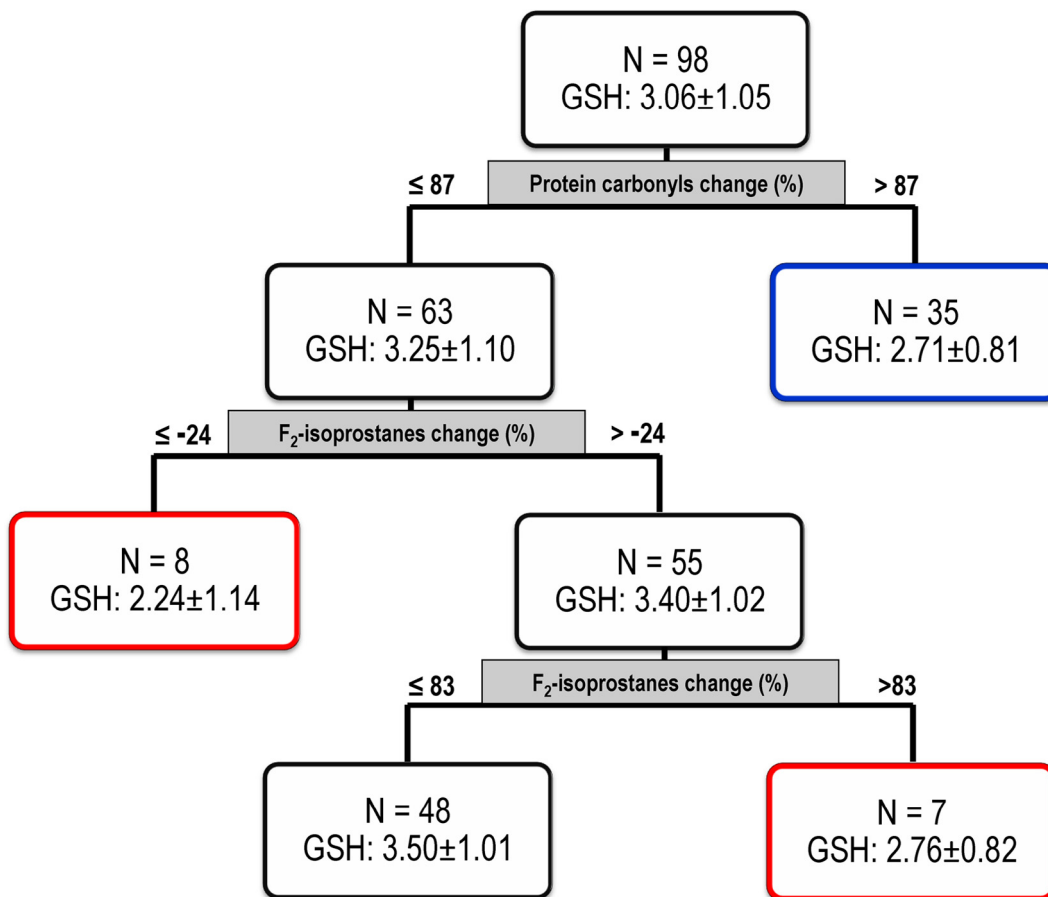 N = 98
GSH: 3.06±1.05
≤ 87
Protein carbonyls change (%)
> 87
N = 63
GSH: 3.25±1.10
N = 35
GSH: 2.71±0.81
≤ -24
F₂-isoprostanes change (%)
> -24
N = 8
GSH: 2.24±1.14
N = 55
GSH: 3.40±1.02
≤ 83
F₂-isoprostanes change (%)
>83
N = 48
GSH: 3.50±1.01
N = 7
GSH: 2.76±0.82